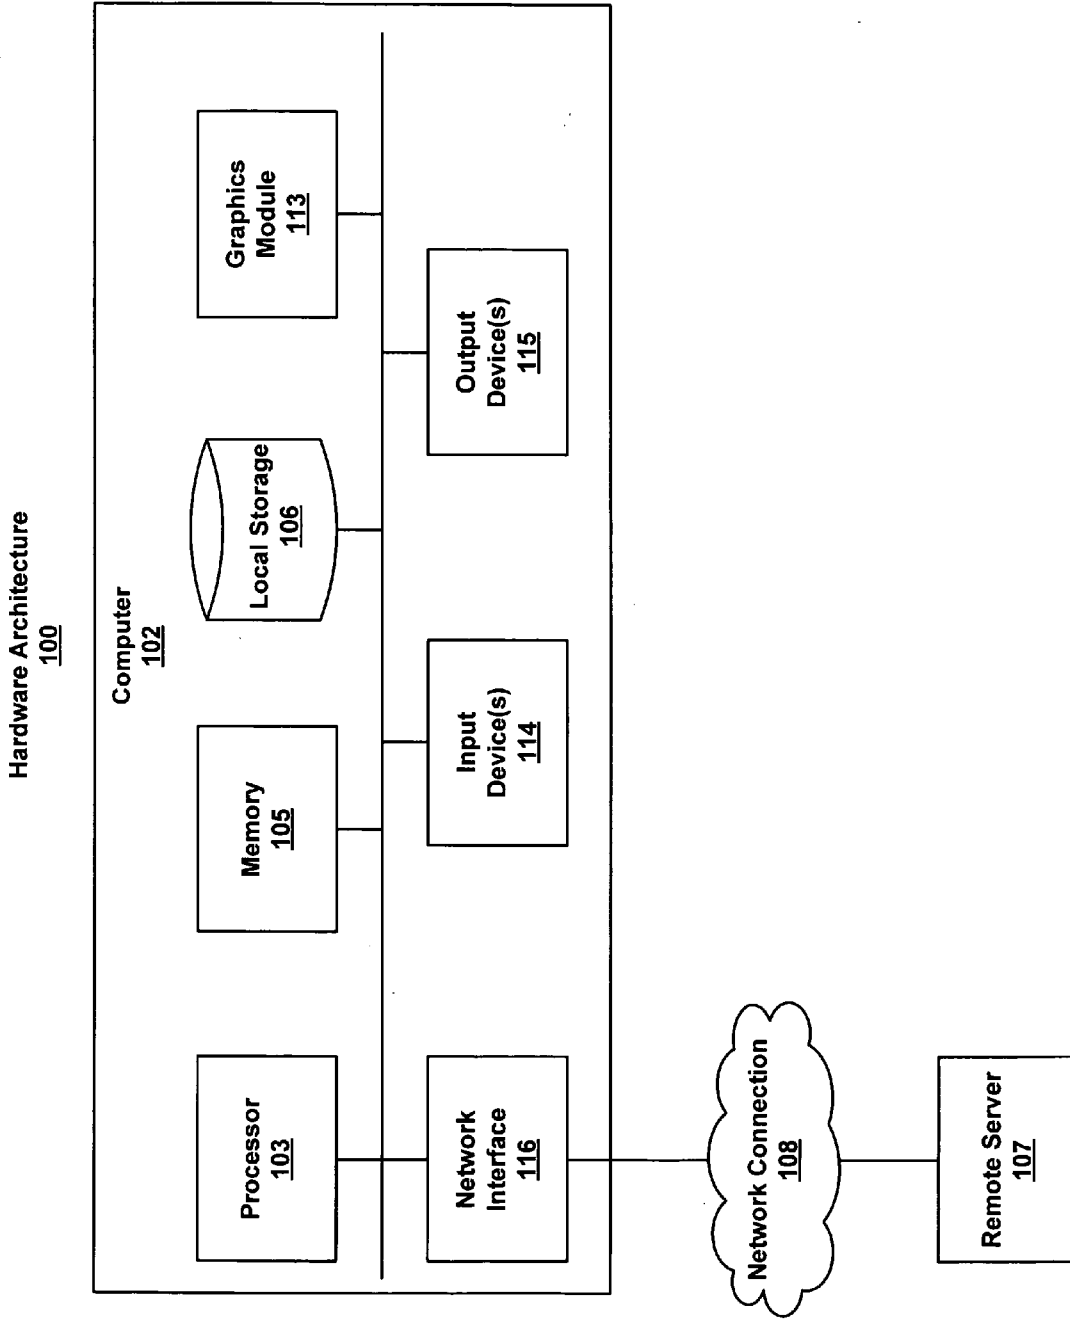 Hardware Architecture
100
Computer
102
Processor
103
Memory
105
Local Storage
106
Graphics
Module
113
Network
Interface
116
Input
Device(s)
114
Output
Device(s)
115
Network Connection
108
Remote Server
107